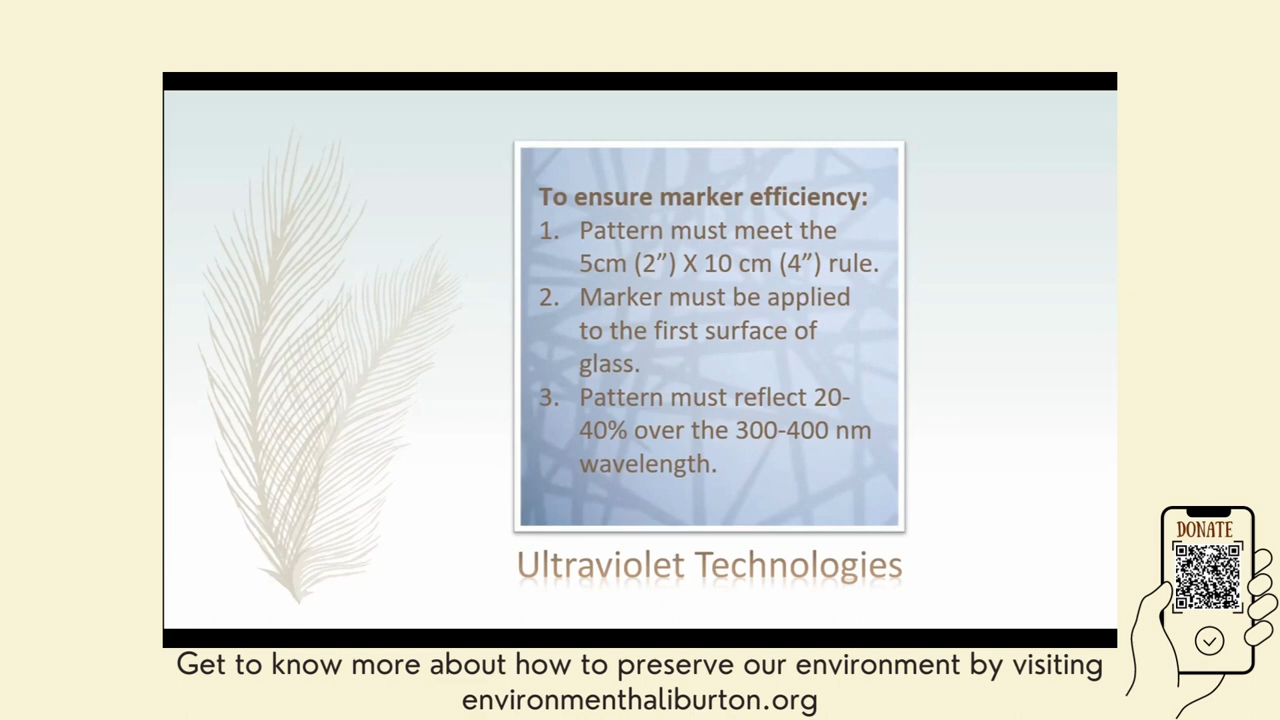 To ensure marker efficiency:
1. Pattern must meet the
5cm (2”) X 10 cm (4”) rule.
2. Marker must be applied
to the first surface of
glass.
3. Pattern must reflect 20-
40% over the 300-400 nm
wavelength.
Ultraviolet Technologies
DONATE
Get to know more about how to preserve our environment by visiting
environmenthaliburton.org